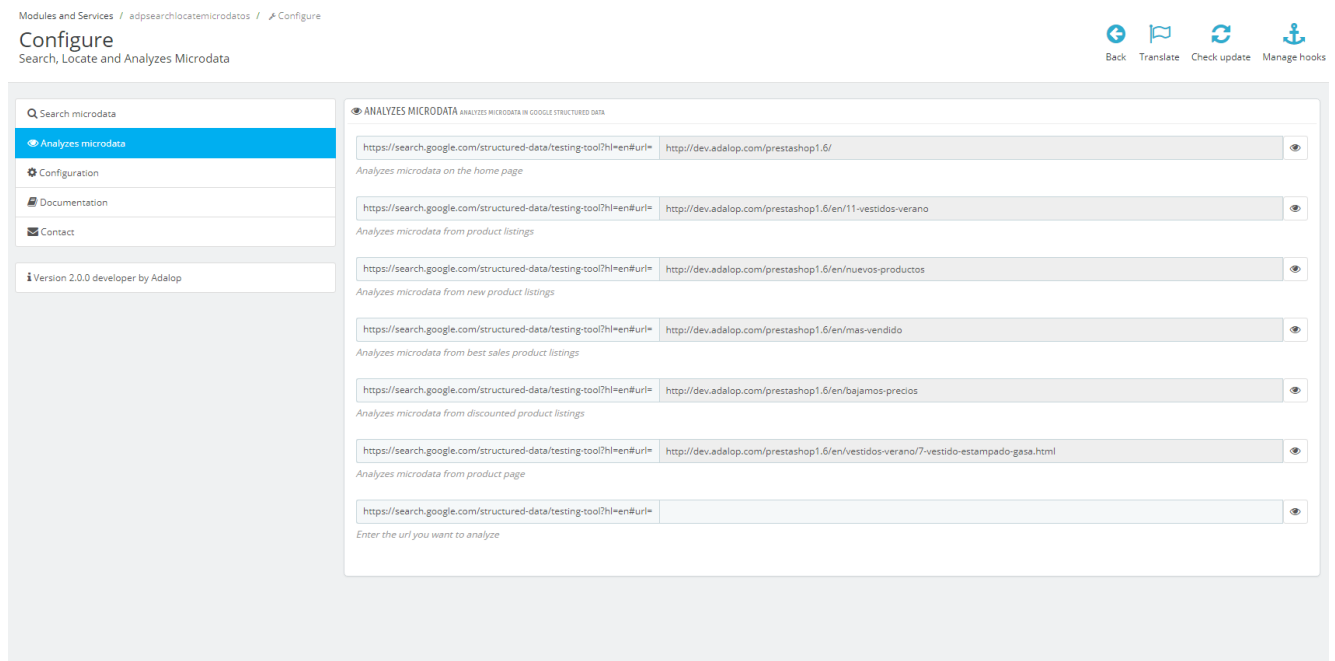 Modules and Services / adpsearchlocatemicrodatos / Configure
Configure
Search, Locate and Analyzes Microdata
Back Translate Check update Manage hooks
Search microdata
Analyzes microdata
Configuration
Documentation
Contact
Version 2.0.0 developer by Adalop
ANALYZES MICRODATA ANALYZES MICRODATA IN GOOGLE STRUCTURED DATA
https://search.google.com/structured-data/testing-tool?hl=en#url= http://dev.adalop.com/prestashop1.6/
Analyzes microdata on the home page
https://search.google.com/structured-data/testing-tool?hl=en#url= http://dev.adalop.com/prestashop1.6/en/11-vestidos-verano
Analyzes microdata from product listings
https://search.google.com/structured-data/testing-tool?hl=en#url= http://dev.adalop.com/prestashop1.6/en/nuevos-productos
Analyzes microdata from new product listings
https://search.google.com/structured-data/testing-tool?hl=en#url= http://dev.adalop.com/prestashop1.6/en/mas-vendido
Analyzes microdata from best sales product listings
https://search.google.com/structured-data/testing-tool?hl=en#url= http://dev.adalop.com/prestashop1.6/en/bajamos-precios
Analyzes microdata from discounted product listings
https://search.google.com/structured-data/testing-tool?hl=en#url= http://dev.adalop.com/prestashop1.6/en/vestidos-verano/7-vestido-estampado-gasa.html
Analyzes microdata from product page
https://search.google.com/structured-data/testing-tool?hl=en#url=
Enter the url you want to analyze